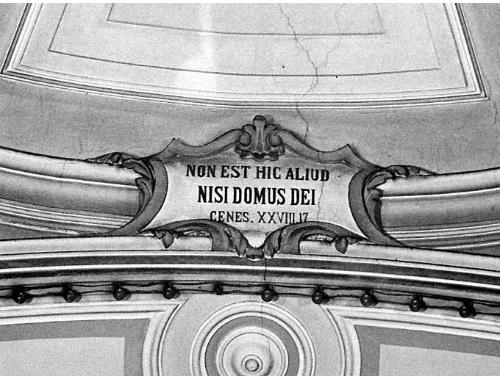 NON EST HIC ALIUD
NISI DOMUS DEI
GENES. XXVIII.17